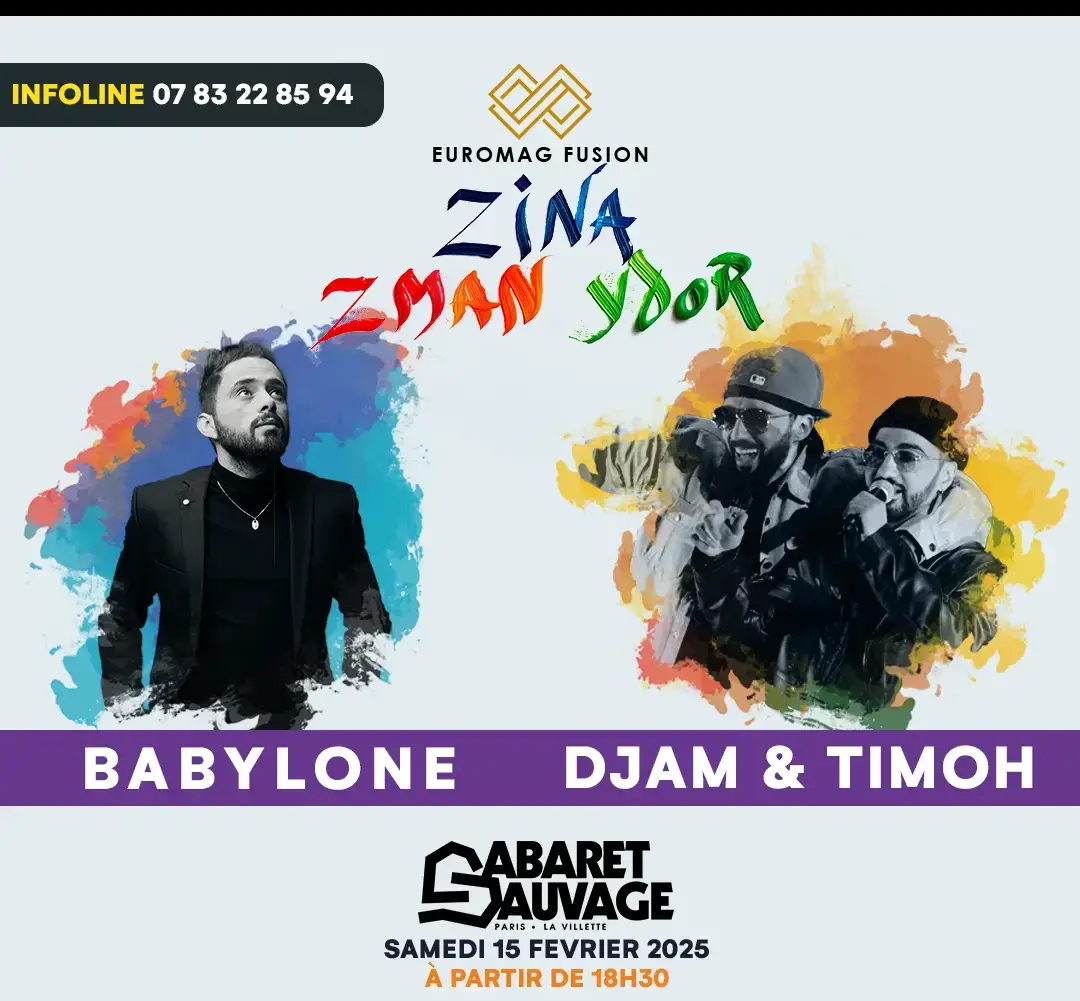 INFOLINE 07 83 22 85 94
EUROMAG FUSION
ZiNA
ZMAN YDOR
BABYLONE
DJAM & TIMOH
CABARET
SAUVAGE
PARIS • LA VILLETTE
SAMEDI 15 FEVRIER 2025
À PARTIR DE 18H30